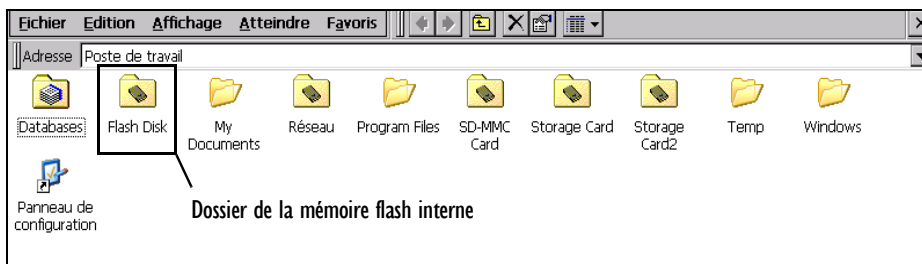 Eichier Edition Affichage Atteindre Favoris
Adresse Poste de travail
Databases Flash Disk My Documents Réseau Program Files SD-MMC Card Storage Card Storage Card2 Temp Windows
Panneau de configuration
Dossier de la mémoire flash interne